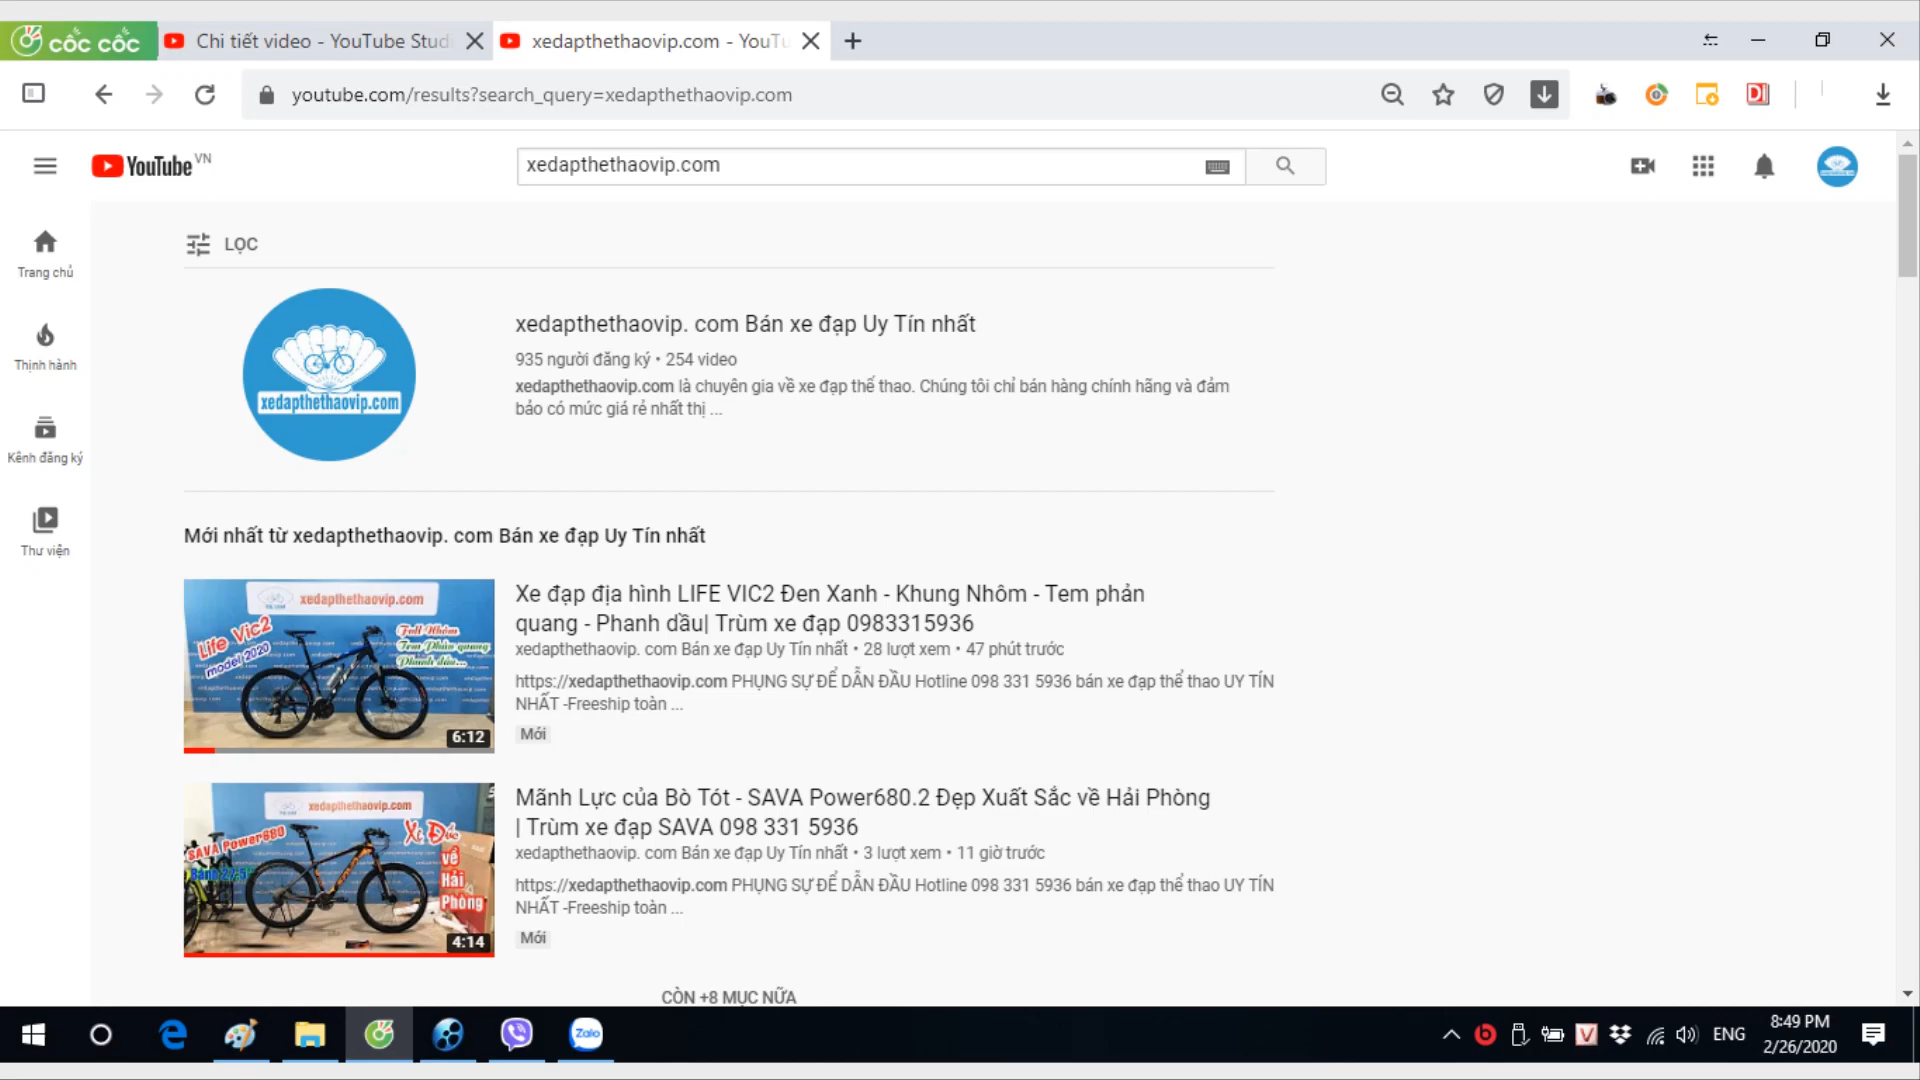 cốc cốc
Chi tiết video - YouTube Stud
xedapthethaovip.com - YouTu
youtube.com/results?search_query=xedapthethaovip.com
YouTube VN
xedapthethaovip.com
Trang chủ
Thịnh hành
Kênh đăng ký
Thư viện
LỌC
xedapthethaovip.com
xedapthethaovip. com Bán xe đạp Uy Tín nhất
935 người đăng ký • 254 video
xedapthethaovip.com là chuyên gia về xe đạp thể thao. Chúng tôi chỉ bán hàng chính hãng và đảm
bảo có mức giá rẻ nhất thị ...
Mới nhất từ xedapthethaovip. com Bán xe đạp Uy Tín nhất
xedapthethaovip.com
Life Vic2
model 2020
Full Nhôm
Tem Phản quang
Phanh dầu...
6:12
Xe đạp địa hình LIFE VIC2 Đen Xanh - Khung Nhôm - Tem phản
quang - Phanh dầu| Trùm xe đạp 0983315936
xedapthethaovip. com Bán xe đạp Uy Tín nhất • 28 lượt xem • 47 phút trước
https://xedapthethaovip.com PHỤNG SỰ ĐỂ DẪN ĐẦU Hotline 098 331 5936 bán xe đạp thể thao UY TÍN
NHẤT -Freeship toàn ...
Mới
xedapthethaovip.com
SAVA Power680
Bánh 27.5"
về
Hải
Phòng
4:14
Mãnh Lực của Bò Tót - SAVA Power680.2 Đẹp Xuất Sắc về Hải Phòng
| Trùm xe đạp SAVA 098 331 5936
xedapthethaovip. com Bán xe đạp Uy Tín nhất • 3 lượt xem • 11 giờ trước
https://xedapthethaovip.com PHỤNG SỰ ĐỂ DẪN ĐẦU Hotline 098 331 5936 bán xe đạp thể thao UY TÍN
NHẤT -Freeship toàn ...
Mới
CÒN +8 MỤC NỮA
Zalo
ENG
8:49 PM
2/26/2020